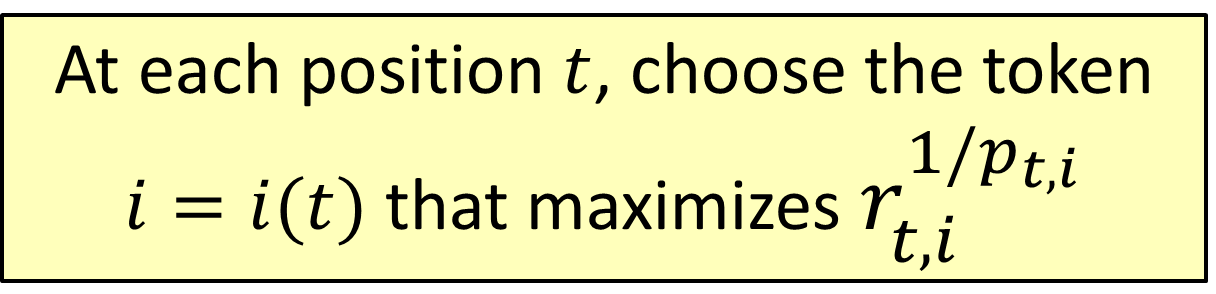 At each position t, choose the token
i = i(t) that maximizes r_{t,i}^{1/p_{t,i}}